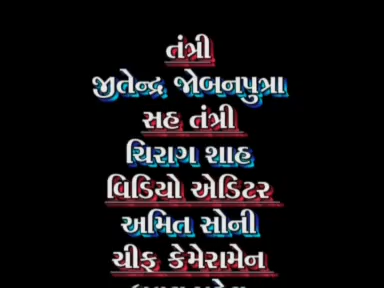 તંત્રી
જીતેન્દ્ર જોબનપુત્રા
સહ તંત્રી
ચિરાગ શાહ
વિડિયો એડિટર
અમિત સોની
ચીફ કેમેરામેન